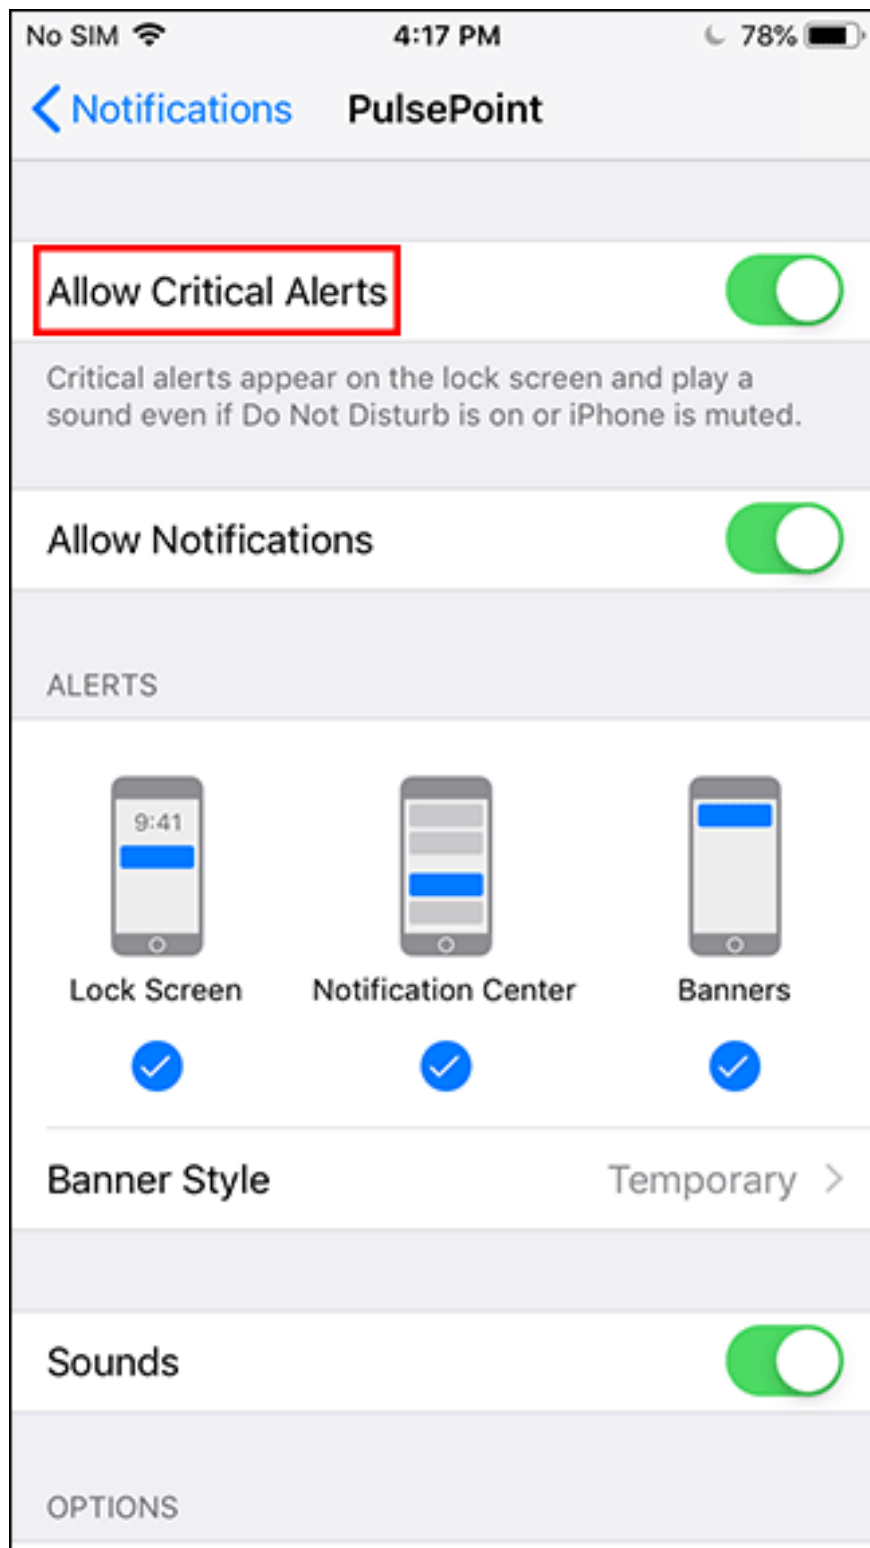 No SIM 4:17 PM 78%
Notifications PulsePoint
Allow Critical Alerts
Critical alerts appear on the lock screen and play a
sound even if Do Not Disturb is on or iPhone is muted.
Allow Notifications
ALERTS
9:41
Lock Screen Notification Center Banners
Banner Style Temporary
Sounds
OPTIONS